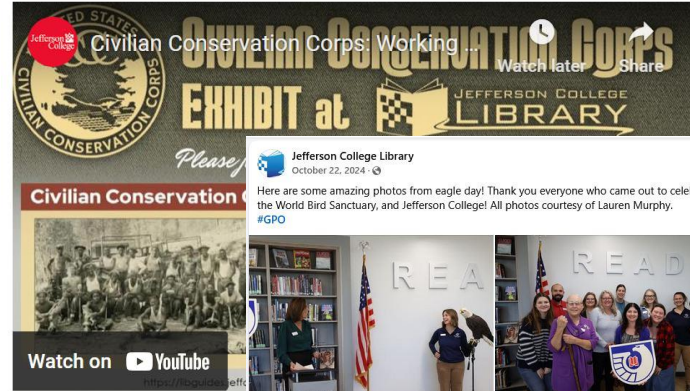 UNITED STATES
CIVILIAN CONSERVATION CORPS
Jefferson
College
Civilian Conservation Corps: Working ...
Watch later
Share
CIVILIAN CONSERVATION CORPS
EXHIBIT at
JEFFERSON COLLEGE
LIBRARY
Please
Civilian Conservation
Watch on YouTube
https://libguides.jeffc
Jefferson College Library
October 22, 2024 ·
Here are some amazing photos from eagle day! Thank you everyone who came out to cele
the World Bird Sanctuary, and Jefferson College! All photos courtesy of Lauren Murphy.
#GPO
READ
READ